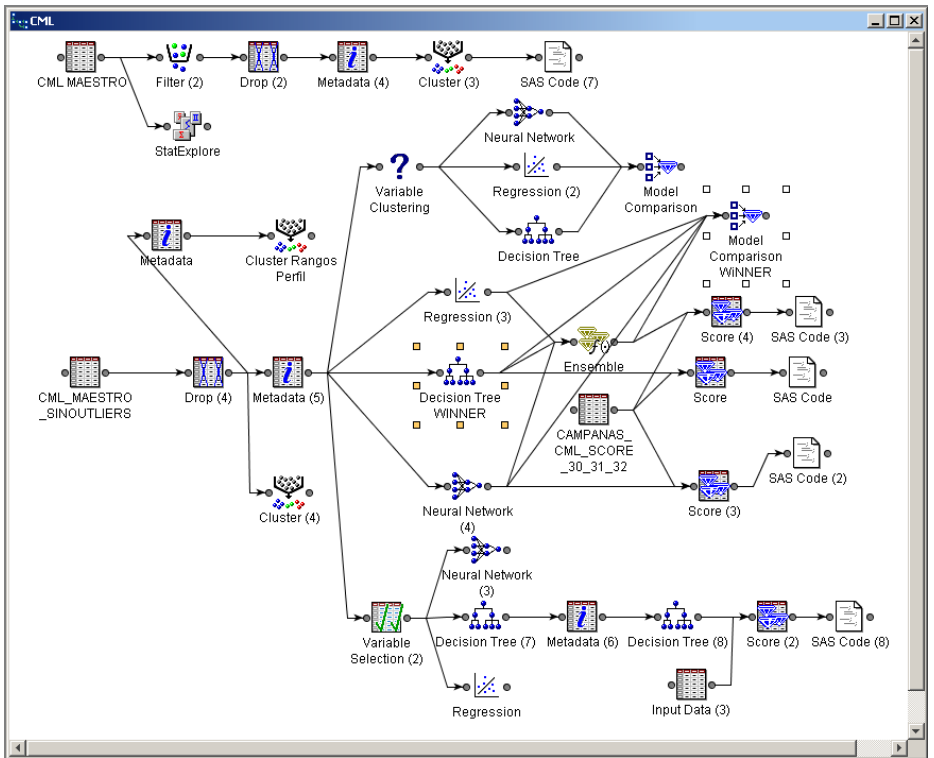 CML
CML MAESTRO
Filter (2)
Drop (2)
Metadata (4)
Cluster (3)
SAS Code (7)
StatExplore
Neural Network
Variable
Clustering
Regression (2)
Model
Comparison
Decision Tree
Metadata
Cluster Rangos
Perfil
Model
Comparison
WINNER
Regression (3)
Ensemble
Score (4)
SAS Code (3)
CML_MAESTRO
_SINOUTLIERS
Drop (4)
Metadata (5)
Decision Tree
WINNER
Score
SAS Code
CAMPANAS_
CML_SCORE
_30_31_32
Cluster (4)
Neural Network
(4)
Score (3)
SAS Code (2)
Neural Network
(3)
Variable
Selection (2)
Decision Tree (7)
Metadata (6)
Decision Tree (8)
Score (2)
SAS Code (8)
Regression
Input Data (3)